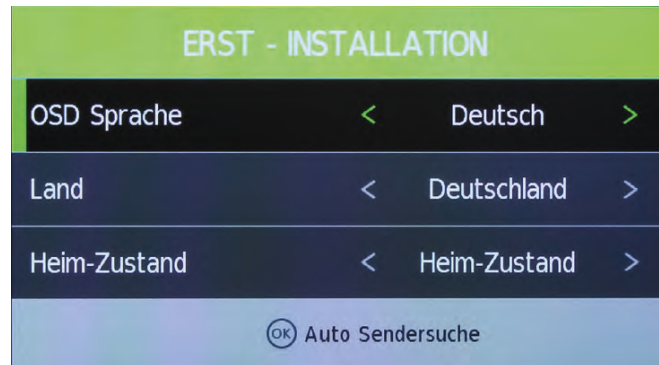 ERST - INSTALLATION
OSD Sprache < Deutsch >
Land < Deutschland >
Heim-Zustand < Heim-Zustand >
OK Auto Sendersuche